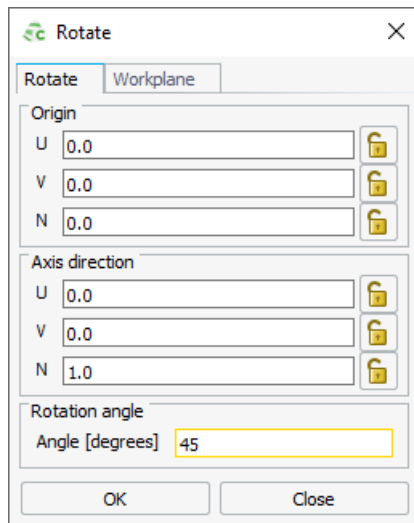 Rotate
Rotate Workplane
Origin
U 0.0
V 0.0
N 0.0
Axis direction
U 0.0
V 0.0
N 1.0
Rotation angle
Angle [degrees] 45
OK Close